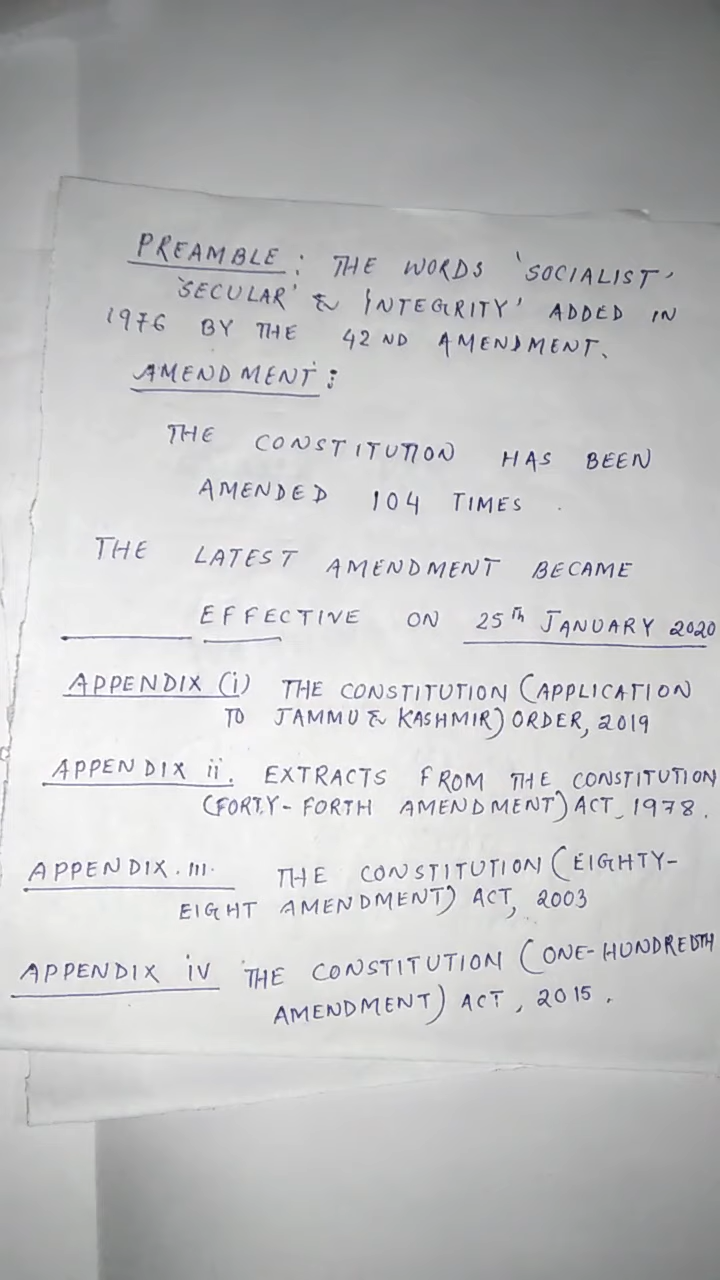 PREAMBLE: THE WORDS 'SOCIALIST'
'SECULAR' & 'INTEGRITY' ADDED IN
1976 BY THE 42 ND AMENDMENT.
AMENDMENT:
THE CONSTITUTION HAS BEEN
AMENDED 104 TIMES.
THE LATEST AMENDMENT BECAME
EFFECTIVE ON 25Th JANUARY 2020
APPENDIX (i) THE CONSTITUTION (APPLICATION
TO JAMMU & KASHMIR) ORDER, 2019
APPENDIX ii. EXTRACTS FROM THE CONSTITUTION
(FORTY-FORTH AMENDMENT) ACT, 1978.
APPENDIX.III. THE CONSTITUTION (EIGHTY-
EIGHT AMENDMENT) ACT, 2003
APPENDIX iv THE CONSTITUTION (ONE-HUNDREDTH
AMENDMENT) ACT, 2015.